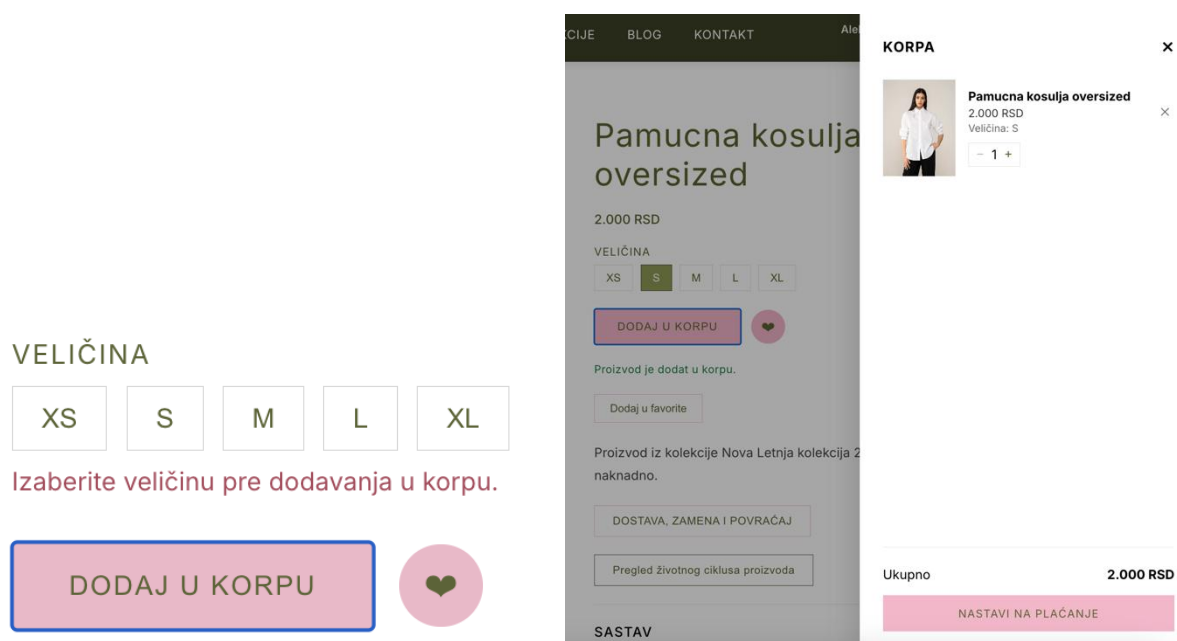 VELIČINA
XS S M L XL
Izaberite veličinu pre dodavanja u korpu.
DODAJ U KORPU
CIJE BLOG KONTAKT Ale
Pamucna kosulja
oversized
2.000 RSD
VELIČINA
XS S M L XL
DODAJ U KORPU
Proizvod je dodat u korpu.
Dodaj u favorite
Proizvod iz kolekcije Nova Letnja kolekcija 2
naknadno.
DOSTAVA, ZAMENA I POVRAĆAJ
Pregled životnog ciklusa proizvoda
SASTAV
KORPA
Pamucna kosulja oversized
2.000 RSD
Veličina: S
− 1 +
Ukupno 2.000 RSD
NASTAVI NA PLAĆANJE